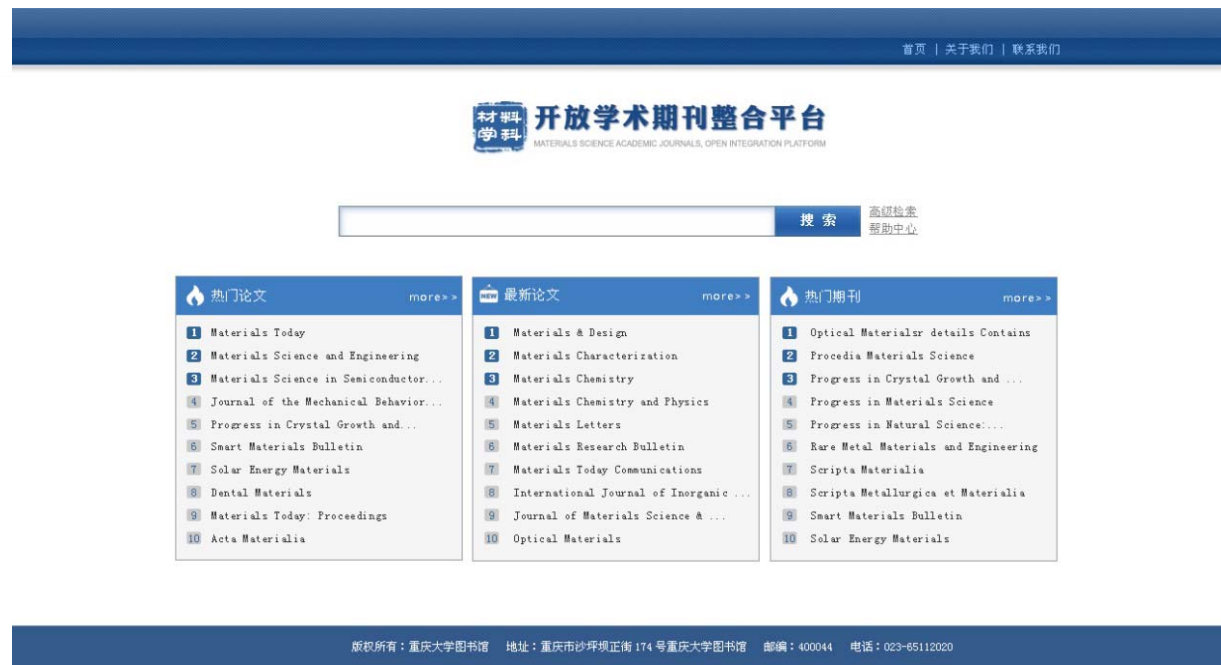 首页 | 关于我们 | 联系我们
材料
学科
开放学术期刊整合平台
MATERIALS SCIENCE ACADEMIC JOURNALS, OPEN INTEGRATION PLATFORM
搜 索
高级检索
帮助中心
热门论文 more>>
1 Materials Today
2 Materials Science and Engineering
3 Materials Science in Semiconductor...
4 Journal of the Mechanical Behavior...
5 Progress in Crystal Growth and...
6 Smart Materials Bulletin
7 Solar Energy Materials
8 Dental Materials
9 Materials Today: Proceedings
10 Acta Materialia
NEW 最新论文 more>>
1 Materials & Design
2 Materials Characterization
3 Materials Chemistry
4 Materials Chemistry and Physics
5 Materials Letters
6 Materials Research Bulletin
7 Materials Today Communications
8 International Journal of Inorganic ...
9 Journal of Materials Science & ...
10 Optical Materials
热门期刊 more>>
1 Optical Materialsr details Contains
2 Procedia Materials Science
3 Progress in Crystal Growth and ...
4 Progress in Materials Science
5 Progress in Natural Science:...
6 Rare Metal Materials and Engineering
7 Scripta Materialia
8 Scripta Metallurgica et Materialia
9 Smart Materials Bulletin
10 Solar Energy Materials
版权所有：重庆大学图书馆 地址：重庆市沙坪坝正街 174 号重庆大学图书馆 邮编：400044 电话：023-65112020